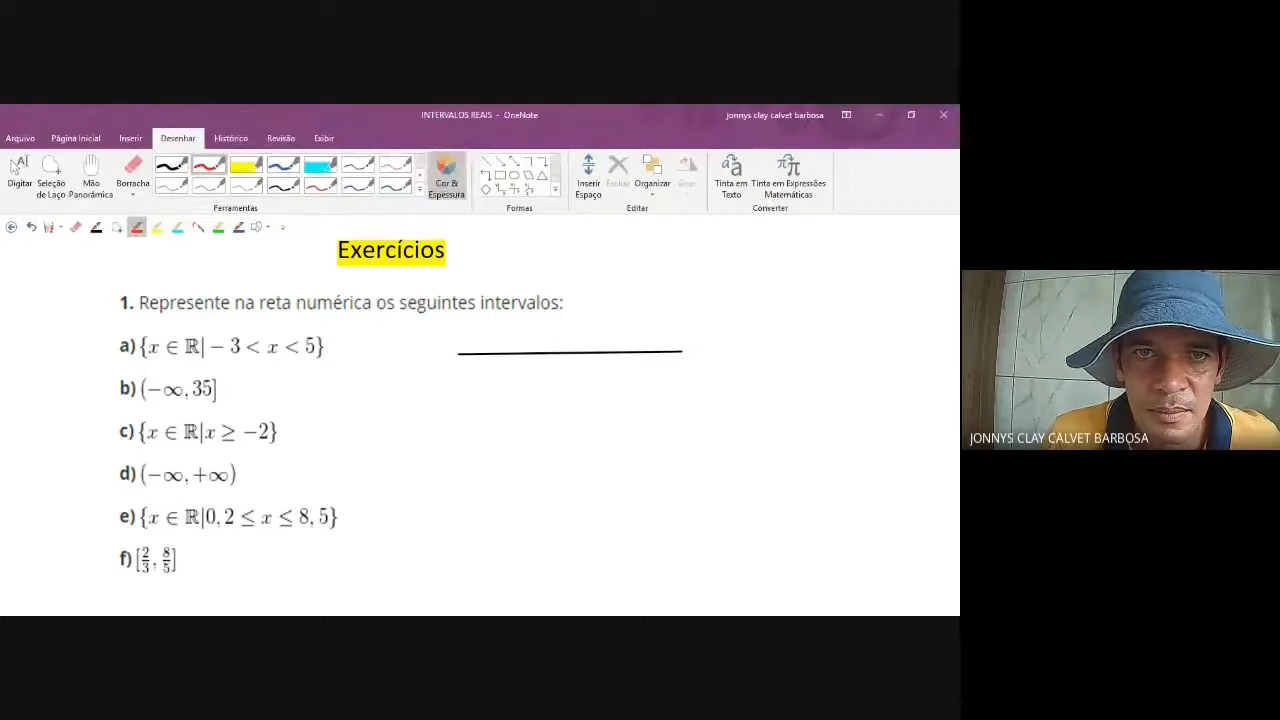 INTERVALOS REAIS - OneNote
jonnys clay calvet barbosa
Arquivo Página Inicial Inserir Desenhar Histórico Revisão Exibir
Digitar Seleção de Laço Mão Panorâmica Borracha Cor & Espessura Inserir Espaço Excluir Organizar Girar Tinta em Texto Tinta em Expressões Matemáticas
Ferramentas Formas Editar Converter
Exercícios
1. Represente na reta numérica os seguintes intervalos:
a) {x ∈ ℝ| − 3 < x < 5}
b) (−∞, 35]
c) {x ∈ ℝ|x ≥ −2}
d) (−∞, +∞)
e) {x ∈ ℝ|0, 2 ≤ x ≤ 8, 5}
f) [2/3, 8/5]
JONNYS CLAY CALVET BARBOSA